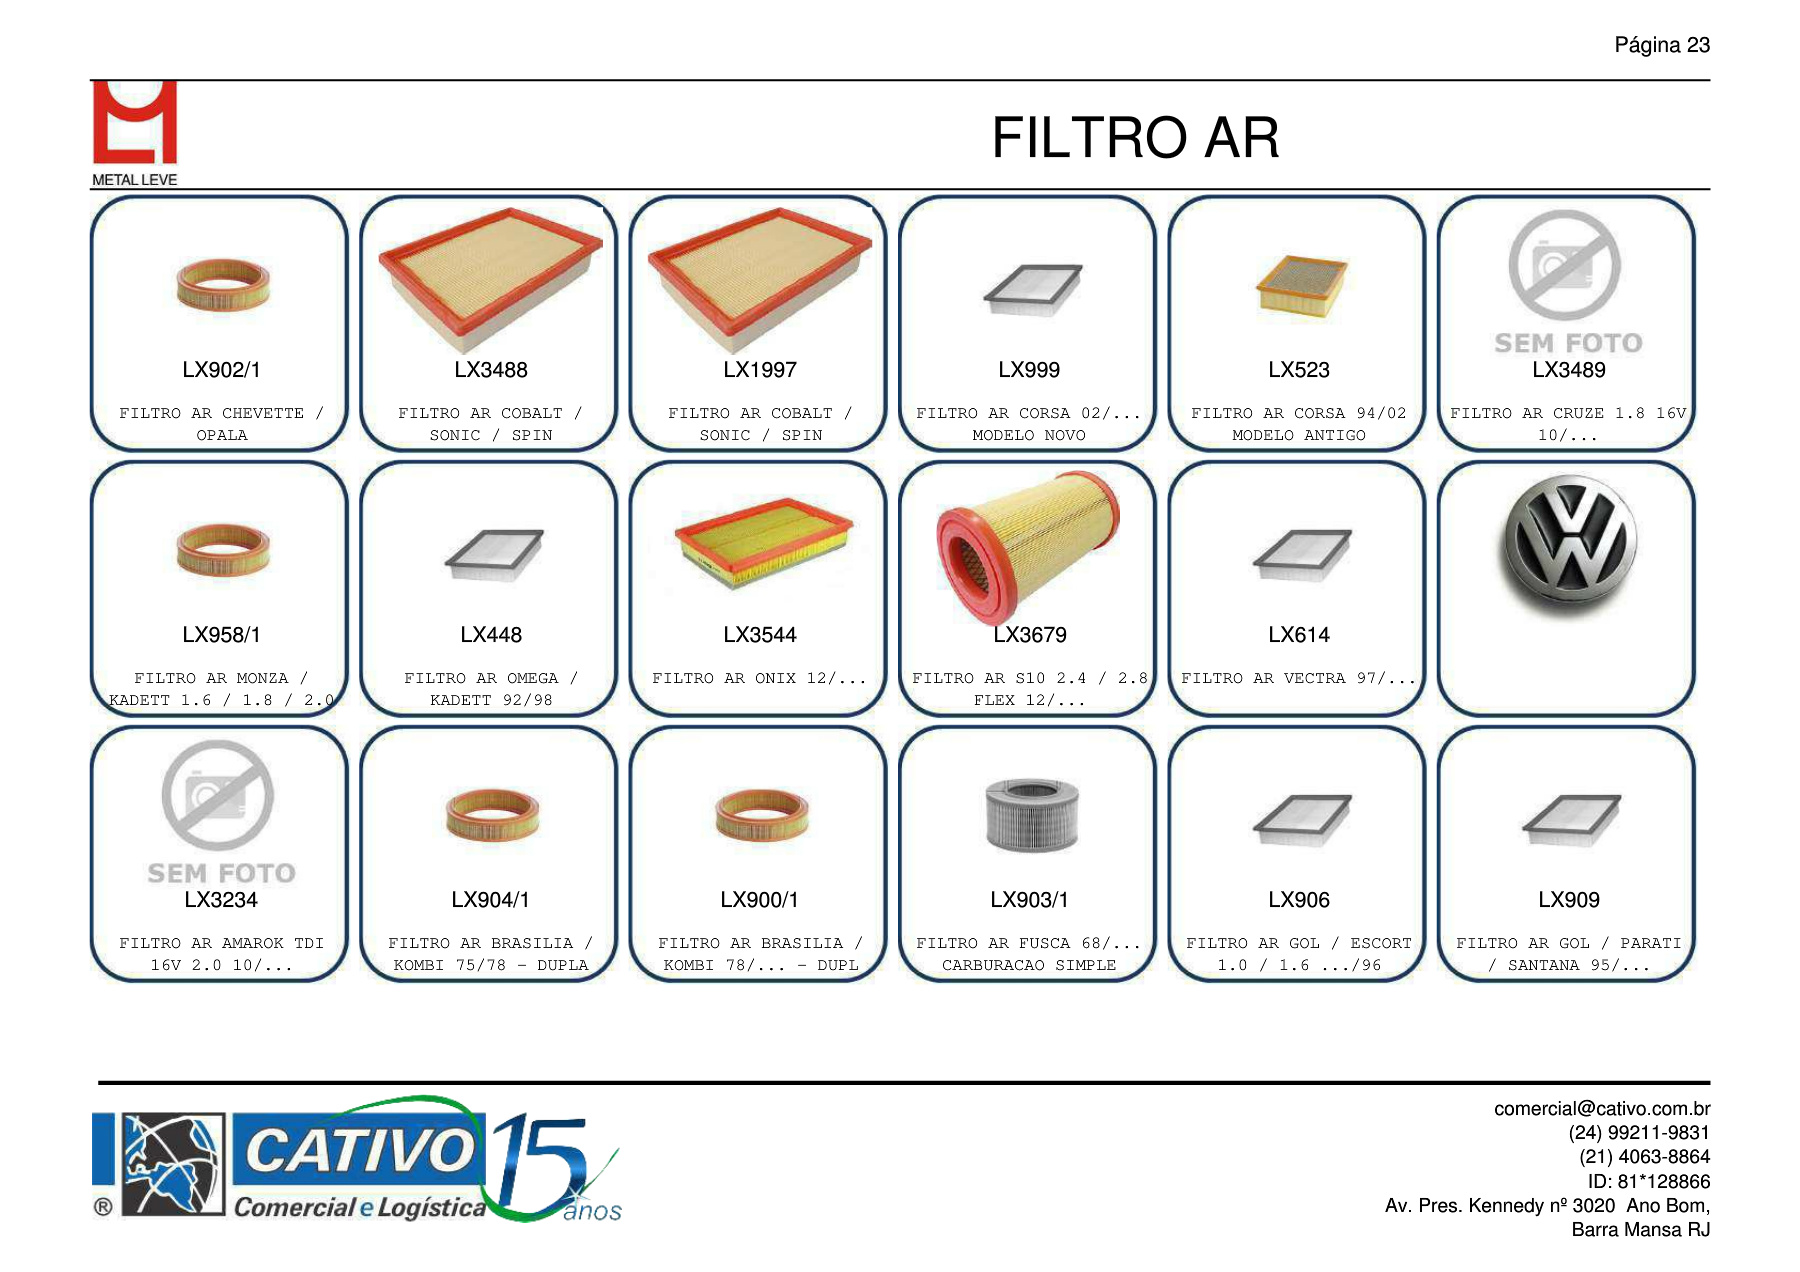 Página 23
METAL LEVE
FILTRO AR
LX902/1
FILTRO AR CHEVETTE /
OPALA
LX3488
FILTRO AR COBALT /
SONIC / SPIN
LX1997
FILTRO AR COBALT /
SONIC / SPIN
LX999
FILTRO AR CORSA 02/...
MODELO NOVO
LX523
FILTRO AR CORSA 94/02
MODELO ANTIGO
SEM FOTO
LX3489
FILTRO AR CRUZE 1.8 16V
10/...
LX958/1
FILTRO AR MONZA /
KADETT 1.6 / 1.8 / 2.0
LX448
FILTRO AR OMEGA /
KADETT 92/98
LX3544
FILTRO AR ONIX 12/...
LX3679
FILTRO AR S10 2.4 / 2.8
FLEX 12/...
LX614
FILTRO AR VECTRA 97/...
SEM FOTO
LX3234
FILTRO AR AMAROK TDI
16V 2.0 10/...
LX904/1
FILTRO AR BRASILIA /
KOMBI 75/78 - DUPLA
LX900/1
FILTRO AR BRASILIA /
KOMBI 78/... - DUPL
LX903/1
FILTRO AR FUSCA 68/...
CARBURACAO SIMPLE
LX906
FILTRO AR GOL / ESCORT
1.0 / 1.6 .../96
LX909
FILTRO AR GOL / PARATI
/ SANTANA 95/...
CATIVO
Comercial e Logística
®
15
anos
comercial@cativo.com.br
(24) 99211-9831
(21) 4063-8864
ID: 81*128866
Av. Pres. Kennedy nº 3020  Ano Bom,
Barra Mansa RJ